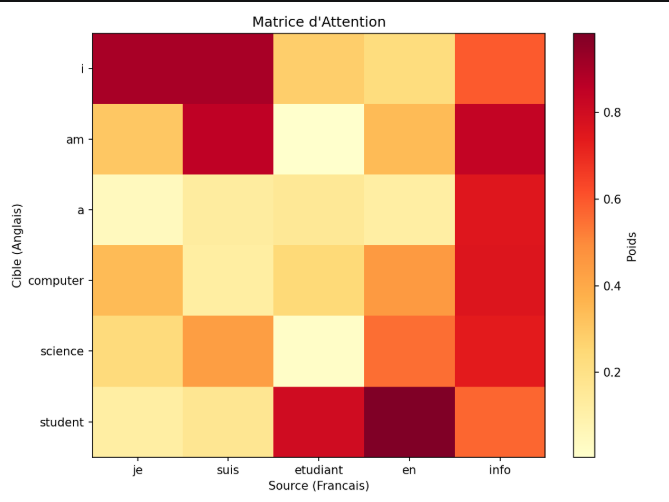 Matrice d'Attention
i
am
a
computer
science
student
Cible (Anglais)
je suis etudiant en info
Source (Francais)
0.8
0.6
0.4
0.2
Poids